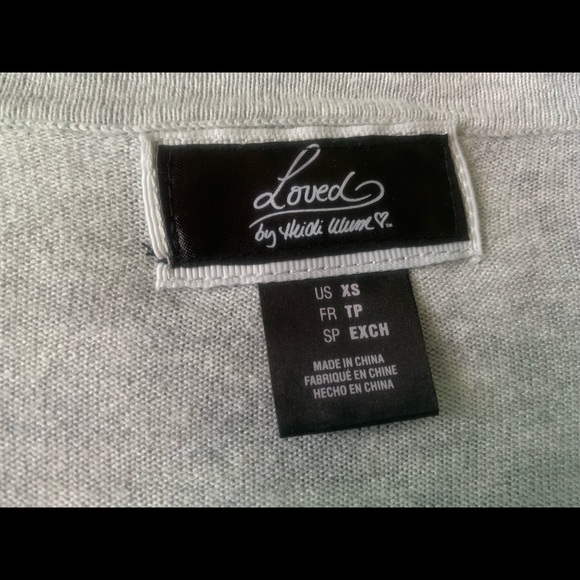 Loved
by Heidi Klum ™
US XS
FR TP
SP EXCH
MADE IN CHINA
FABRIQUÉ EN CHINE
HECHO EN CHINA